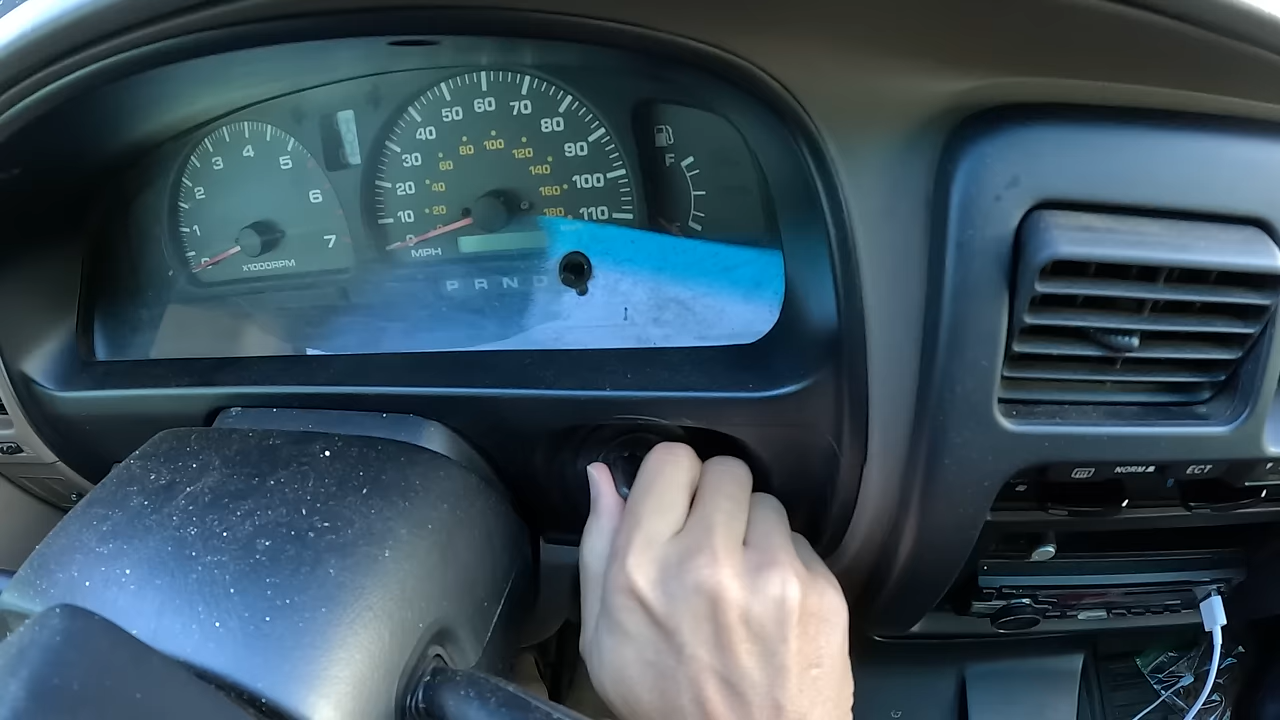 0 1 2 3 4 5 6 7
X1000RPM
0 10 20 30 40 50 60 70 80 90 100 110
20 40 60 80 100 120 140 160 180
MPH
F
P R N D
NORM
ECT